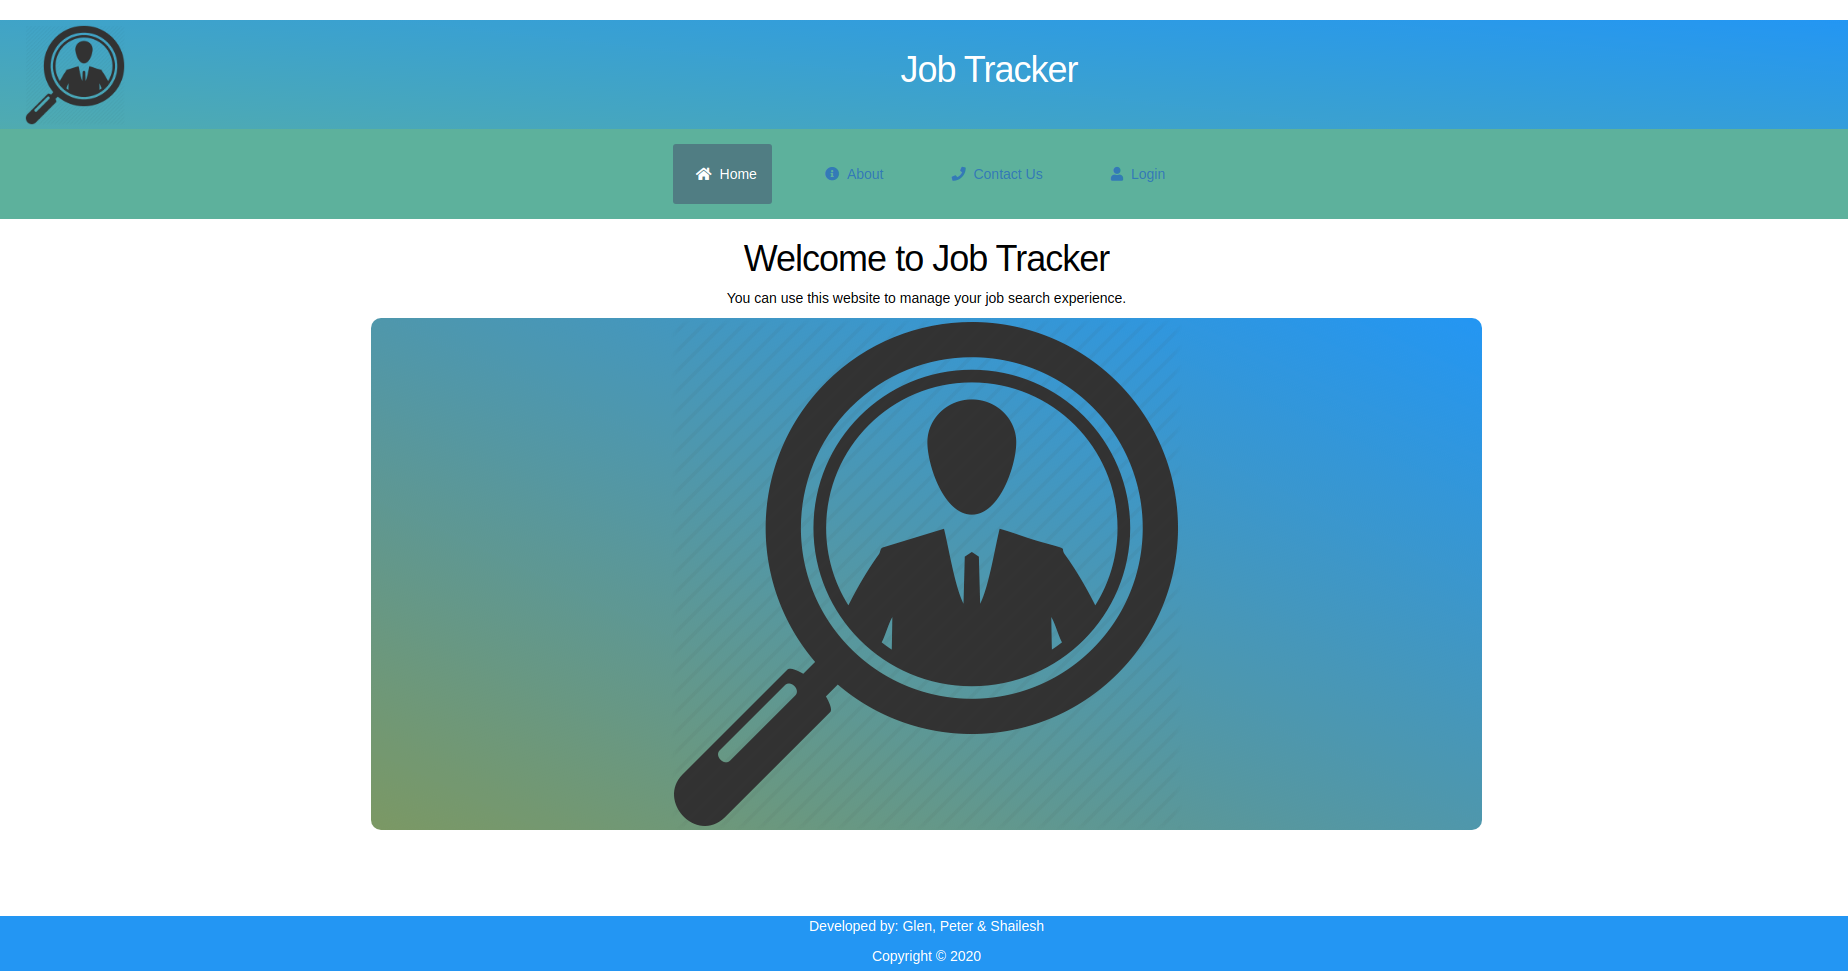 Job Tracker
Home About Contact Us Login
Welcome to Job Tracker
You can use this website to manage your job search experience.
Developed by: Glen, Peter & Shailesh
Copyright © 2020